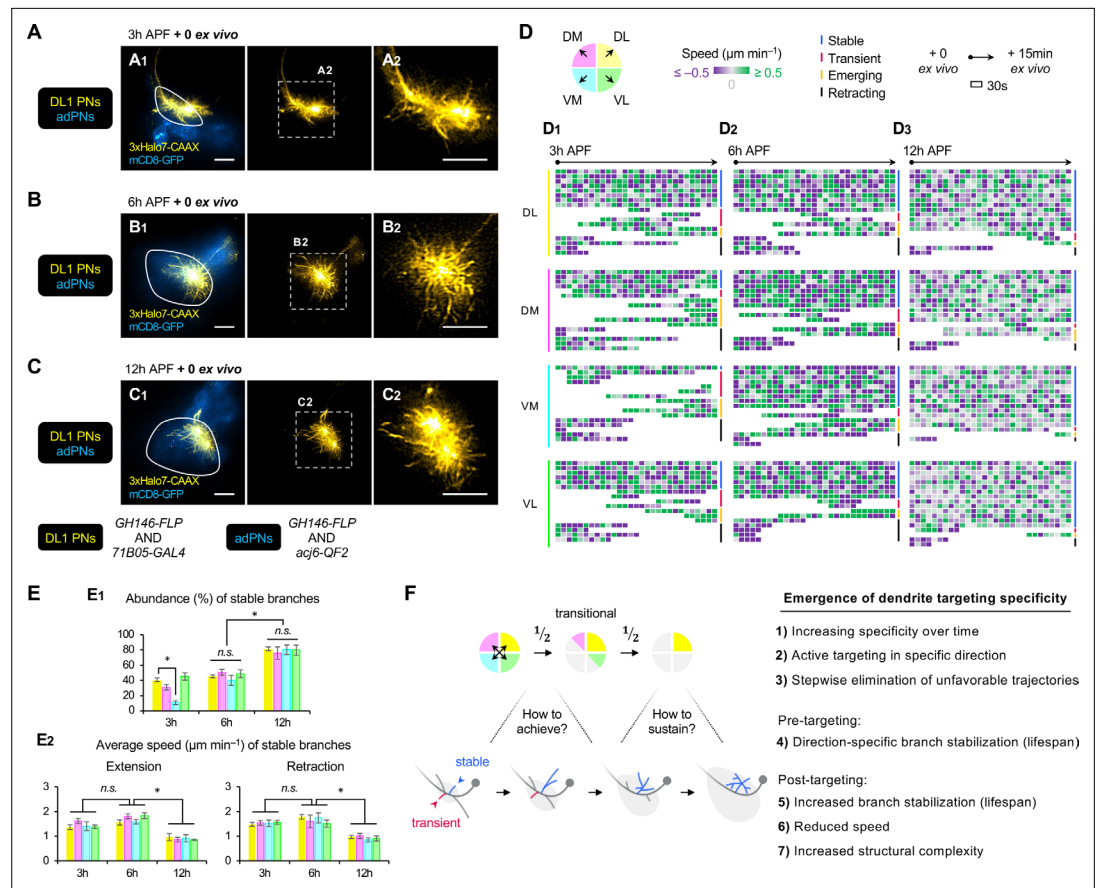 A
3h APF + 0 ex vivo
A1
A2
A2
DL1 PNs
adPNs
3xHalo7-CAAX
mCD8-GFP
B
6h APF + 0 ex vivo
B1
B2
B2
DL1 PNs
adPNs
3xHalo7-CAAX
mCD8-GFP
C
12h APF + 0 ex vivo
C1
C2
C2
DL1 PNs
adPNs
3xHalo7-CAAX
mCD8-GFP
DL1 PNs
GH146-FLP
AND
71B05-GAL4
adPNs
GH146-FLP
AND
acj6-QF2
D
DM
DL
VM
VL
Speed (μm min⁻¹)
≤ −0.5
≥ 0.5
0
Stable
Transient
Emerging
Retracting
+ 0
ex vivo
+ 15min
ex vivo
30s
D1
D2
D3
3h APF
6h APF
12h APF
DL
DM
VM
VL
E
E1
Abundance (%) of stable branches
100
80
60
40
20
0
*
n.s.
*
n.s.
3h
6h
12h
E2
Average speed (μm min⁻¹) of stable branches
Extension
Retraction
3
2
1
0
n.s.
*
3h
6h
12h
3
2
1
0
n.s.
*
3h
6h
12h
F
transitional
1/2
1/2
How to
achieve?
How to
sustain?
stable
transient
Emergence of dendrite targeting specificity
1) Increasing specificity over time
2) Active targeting in specific direction
3) Stepwise elimination of unfavorable trajectories
Pre-targeting:
4) Direction-specific branch stabilization (lifespan)
Post-targeting:
5) Increased branch stabilization (lifespan)
6) Reduced speed
7) Increased structural complexity